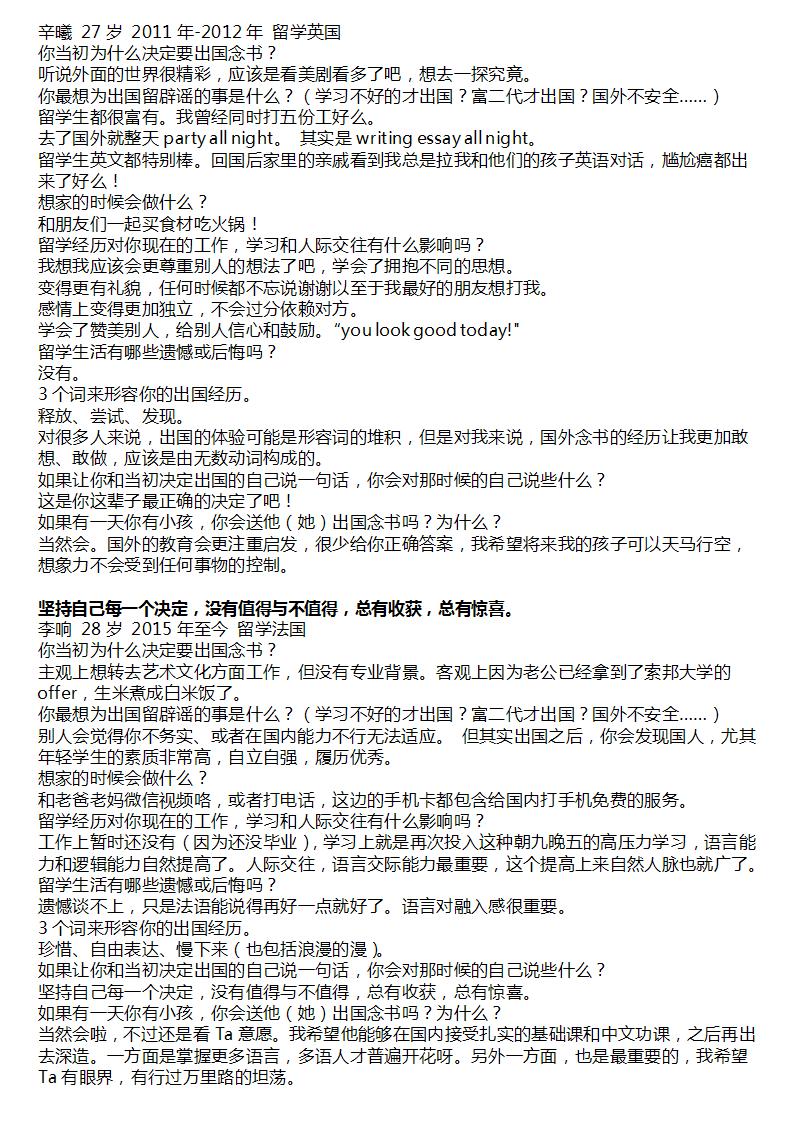 辛曦 27 岁 2011 年-2012 年 留学英国
你当初为什么决定要出国念书？
听说外面的世界很精彩，应该是看美剧看多了吧，想去一探究竟。
你最想为出国留辟谣的事是什么？（学习不好的才出国？富二代才出国？国外不安全......）
留学生都很富有。我曾经同时打五份工好么。
去了国外就整天 party all night。 其实是 writing essay all night。
留学生英文都特别棒。回国后家里的亲戚看到我总是拉我和他们的孩子英语对话，尴尬癌都出
来了好么！
想家的时候会做什么？
和朋友们一起买食材吃火锅！
留学经历对你现在的工作，学习和人际交往有什么影响吗？
我想我应该会更尊重别人的想法了吧，学会了拥抱不同的思想。
变得更有礼貌，任何时候都不忘说谢谢以至于我最好的朋友想打我。
感情上变得更加独立，不会过分依赖对方。
学会了赞美别人，给别人信心和鼓励。“you look good today!"
留学生活有哪些遗憾或后悔吗？
没有。
3 个词来形容你的出国经历。
释放、尝试、发现。
对很多人来说，出国的体验可能是形容词的堆积，但是对我来说，国外念书的经历让我更加敢
想、敢做，应该是由无数动词构成的。
如果让你和当初决定出国的自己说一句话，你会对那时候的自己说些什么？
这是你这辈子最正确的决定了吧！
如果有一天你有小孩，你会送他（她）出国念书吗？为什么？
当然会。国外的教育会更注重启发，很少给你正确答案，我希望将来我的孩子可以天马行空，
想象力不会受到任何事物的控制。
坚持自己每一个决定，没有值得与不值得，总有收获，总有惊喜。
李响 28 岁 2015 年至今 留学法国
你当初为什么决定要出国念书？
主观上想转去艺术文化方面工作，但没有专业背景。客观上因为老公已经拿到了索邦大学的
offer，生米煮成白米饭了。
你最想为出国留辟谣的事是什么？（学习不好的才出国？富二代才出国？国外不安全......）
别人会觉得你不务实、或者在国内能力不行无法适应。 但其实出国之后，你会发现国人，尤其
年轻学生的素质非常高，自立自强，履历优秀。
想家的时候会做什么？
和老爸老妈微信视频咯，或者打电话，这边的手机卡都包含给国内打手机免费的服务。
留学经历对你现在的工作，学习和人际交往有什么影响吗？
工作上暂时还没有（因为还没毕业），学习上就是再次投入这种朝九晚五的高压力学习，语言能
力和逻辑能力自然提高了。人际交往，语言交际能力最重要，这个提高上来自然人脉也就广了。
留学生活有哪些遗憾或后悔吗？
遗憾谈不上，只是法语能说得再好一点就好了。语言对融入感很重要。
3 个词来形容你的出国经历。
珍惜、自由表达、慢下来（也包括浪漫的漫）。
如果让你和当初决定出国的自己说一句话，你会对那时候的自己说些什么？
坚持自己每一个决定，没有值得与不值得，总有收获，总有惊喜。
如果有一天你有小孩，你会送他（她）出国念书吗？为什么？
当然会啦，不过还是看 Ta 意愿。我希望他能够在国内接受扎实的基础课和中文功课，之后再出
去深造。一方面是掌握更多语言，多语人才普遍开花呀。另外一方面，也是最重要的，我希望
Ta 有眼界，有行过万里路的坦荡。